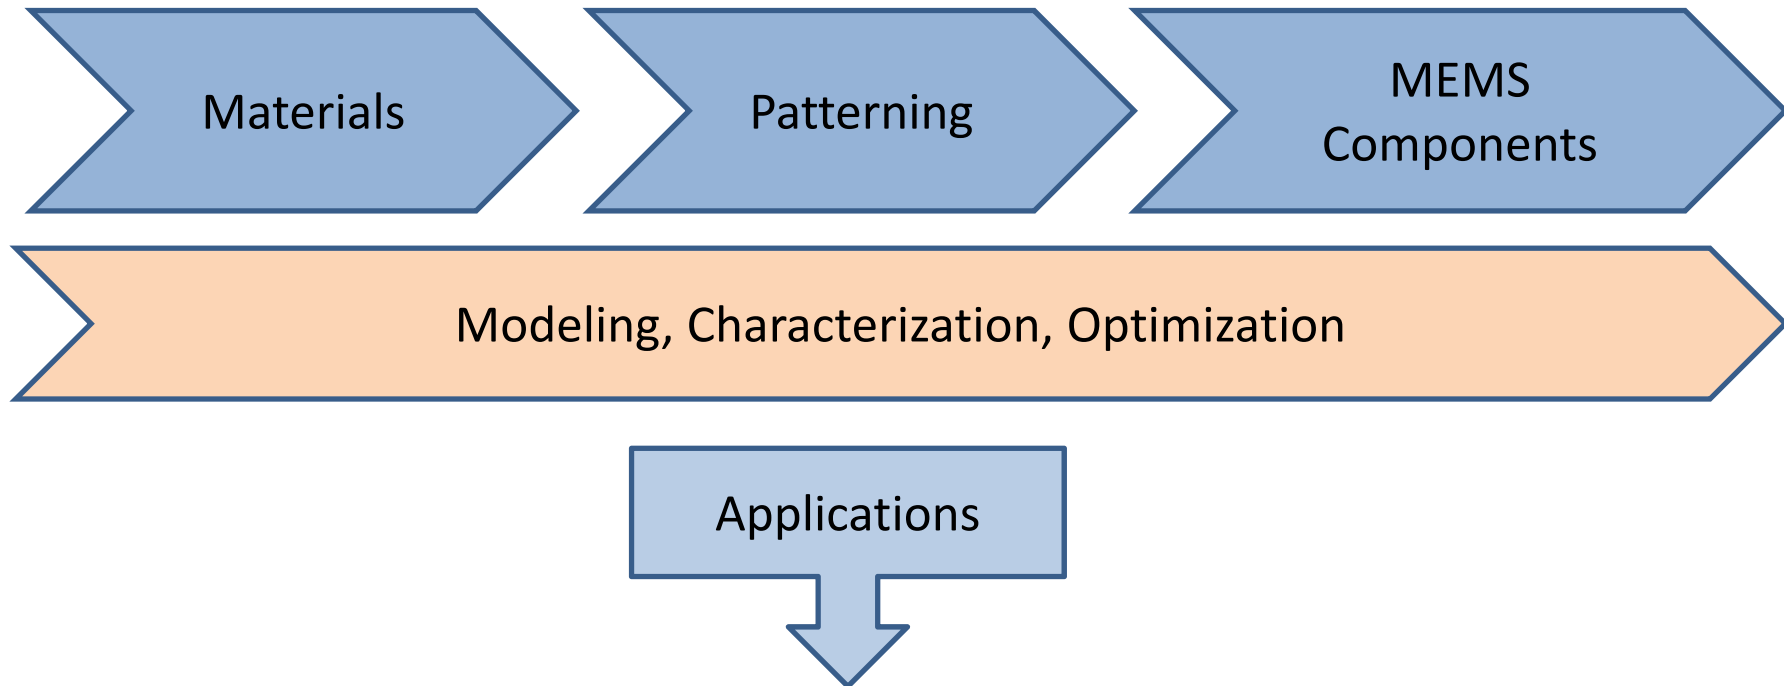 Materials
Patterning
MEMS
Components
Modeling, Characterization, Optimization
Applications